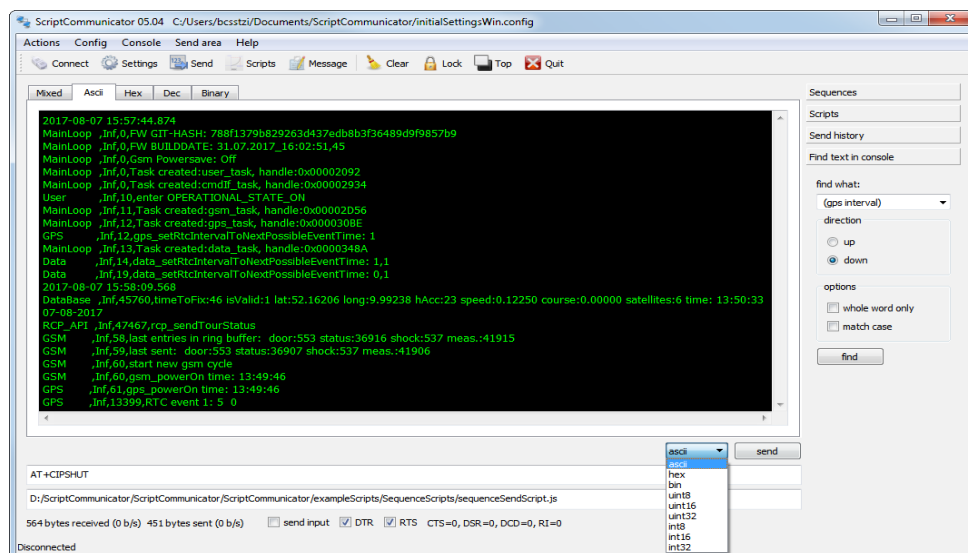 ScriptCommunicator 05.04 C:/Users/bcsstzi/Documents/ScriptCommunicator/initialSettingsWin.config
Actions Config Console Send area Help
Connect Settings Send Scripts Message Clear Lock Top Quit
Mixed Ascii Hex Dec Binary
2017-08-07 15:57:44.874
MainLoop ,Inf,0,FW GIT-HASH: 788f1379b829263d437edb8b3f36489d9f9857b9
MainLoop ,Inf,0,FW BUILDDATE: 31.07.2017_16:02:51,45
MainLoop ,Inf,0,Gsm Powersave: Off
MainLoop ,Inf,0,Task created:user_task, handle:0x00002092
MainLoop ,Inf,0,Task created:cmdIf_task, handle:0x00002934
User ,Inf,10,enter OPERATIONAL_STATE_ON
MainLoop ,Inf,11,Task created:gsm_task, handle:0x00002D56
MainLoop ,Inf,12,Task created:gps_task, handle:0x000030BE
GPS ,Inf,12,gps_setRtcIntervalToNextPossibleEventTime: 1
MainLoop ,Inf,13,Task created:data_task, handle:0x0000348A
Data ,Inf,14,data_setRtcIntervalToNextPossibleEventTime: 1,1
Data ,Inf,19,data_setRtcIntervalToNextPossibleEventTime: 0,1
2017-08-07 15:58:09.568
DataBase ,Inf,45760,timeToFix:46 isValid:1 lat:52.16206 long:9.99238 hAcc:23 speed:0.12250 course:0.00000 satellites:6 time: 13:50:33
07-08-2017
RCP_API ,Inf,47467,rcp_sendTourStatus
GSM ,Inf,58,last entries in ring buffer: door:553 status:36916 shock:537 meas.:41915
GSM ,Inf,59,last sent: door:553 status:36907 shock:537 meas.:41906
GSM ,Inf,60,start new gsm cycle
GSM ,Inf,60,gsm_powerOn time: 13:49:46
GPS ,Inf,61,gps_powerOn time: 13:49:46
GPS ,Inf,13399,RTC event 1: 5 0
Sequences
Scripts
Send history
Find text in console
find what:
(gps interval)
direction
up
down
options
whole word only
match case
find
ascii send
ascii
hex
bin
uint8
uint16
uint32
int8
int16
int32
AT+CIPSHUT
D:/ScriptCommunicator/ScriptCommunicator/ScriptCommunicator/exampleScripts/SequenceScripts/sequenceSendScript.js
564 bytes received (0 b/s) 451 bytes sent (0 b/s) send input DTR RTS CTS=0, DSR=0, DCD=0, RI=0
Disconnected